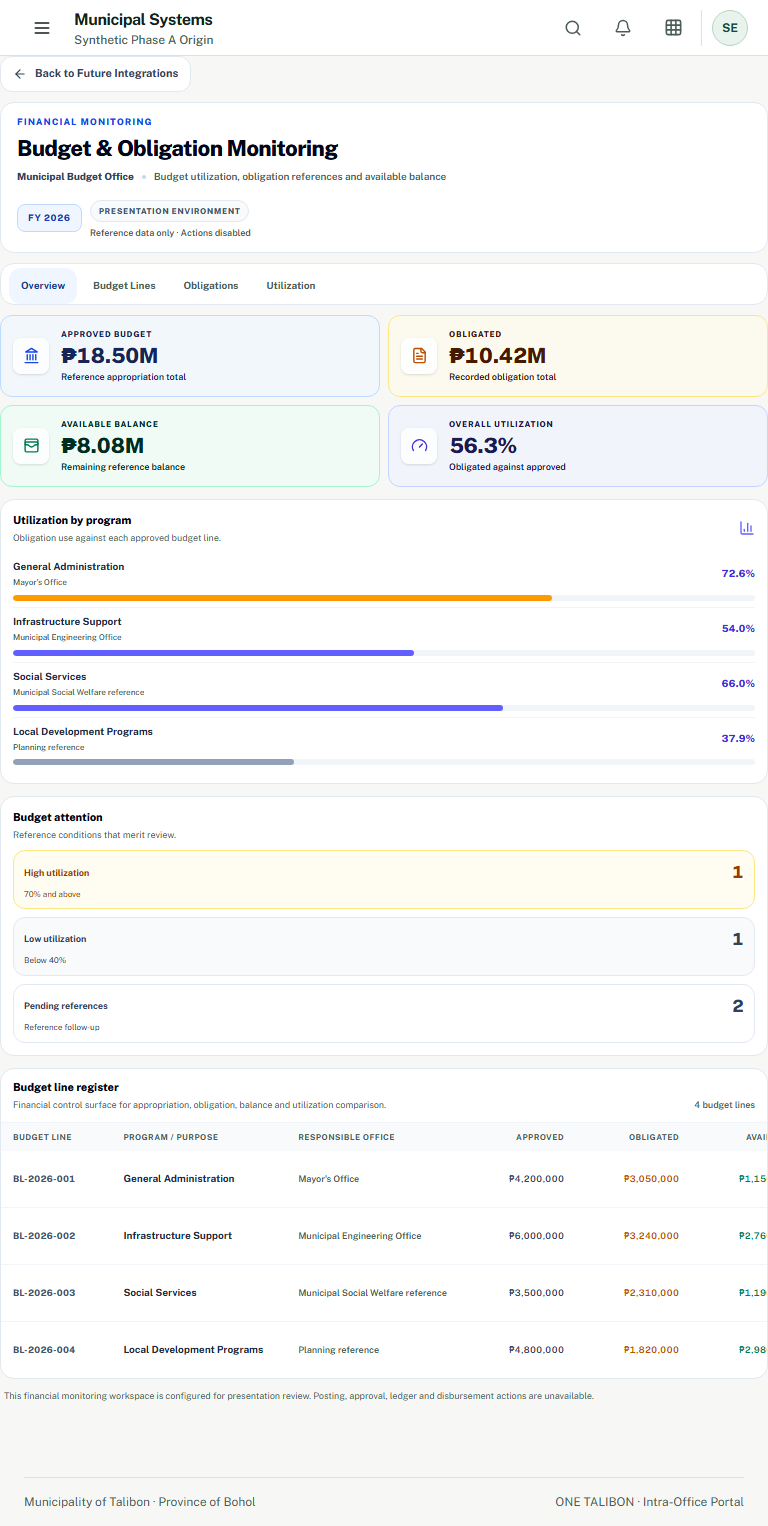 Municipal Systems
Synthetic Phase A Origin
SE
Back to Future Integrations
FINANCIAL MONITORING
Budget & Obligation Monitoring
Municipal Budget Office • Budget utilization, obligation references and available balance
FY 2026
PRESENTATION ENVIRONMENT
Reference data only · Actions disabled
Overview Budget Lines Obligations Utilization
APPROVED BUDGET
₱18.50M
Reference appropriation total
OBLIGATED
₱10.42M
Recorded obligation total
AVAILABLE BALANCE
₱8.08M
Remaining reference balance
OVERALL UTILIZATION
56.3%
Obligated against approved
Utilization by program
Obligation use against each approved budget line.
General Administration
Mayor's Office
72.6%
Infrastructure Support
Municipal Engineering Office
54.0%
Social Services
Municipal Social Welfare reference
66.0%
Local Development Programs
Planning reference
37.9%
Budget attention
Reference conditions that merit review.
High utilization
70% and above
1
Low utilization
Below 40%
1
Pending references
Reference follow-up
2
Budget line register
Financial control surface for appropriation, obligation, balance and utilization comparison.
4 budget lines
BUDGET LINE PROGRAM / PURPOSE RESPONSIBLE OFFICE APPROVED OBLIGATED AVAI
BL-2026-001 General Administration Mayor's Office ₱4,200,000 ₱3,050,000 ₱1,15
BL-2026-002 Infrastructure Support Municipal Engineering Office ₱6,000,000 ₱3,240,000 ₱2,76
BL-2026-003 Social Services Municipal Social Welfare reference ₱3,500,000 ₱2,310,000 ₱1,19
BL-2026-004 Local Development Programs Planning reference ₱4,800,000 ₱1,820,000 ₱2,98
This financial monitoring workspace is configured for presentation review. Posting, approval, ledger and disbursement actions are unavailable.
Municipality of Talibon · Province of Bohol
ONE TALIBON · Intra-Office Portal